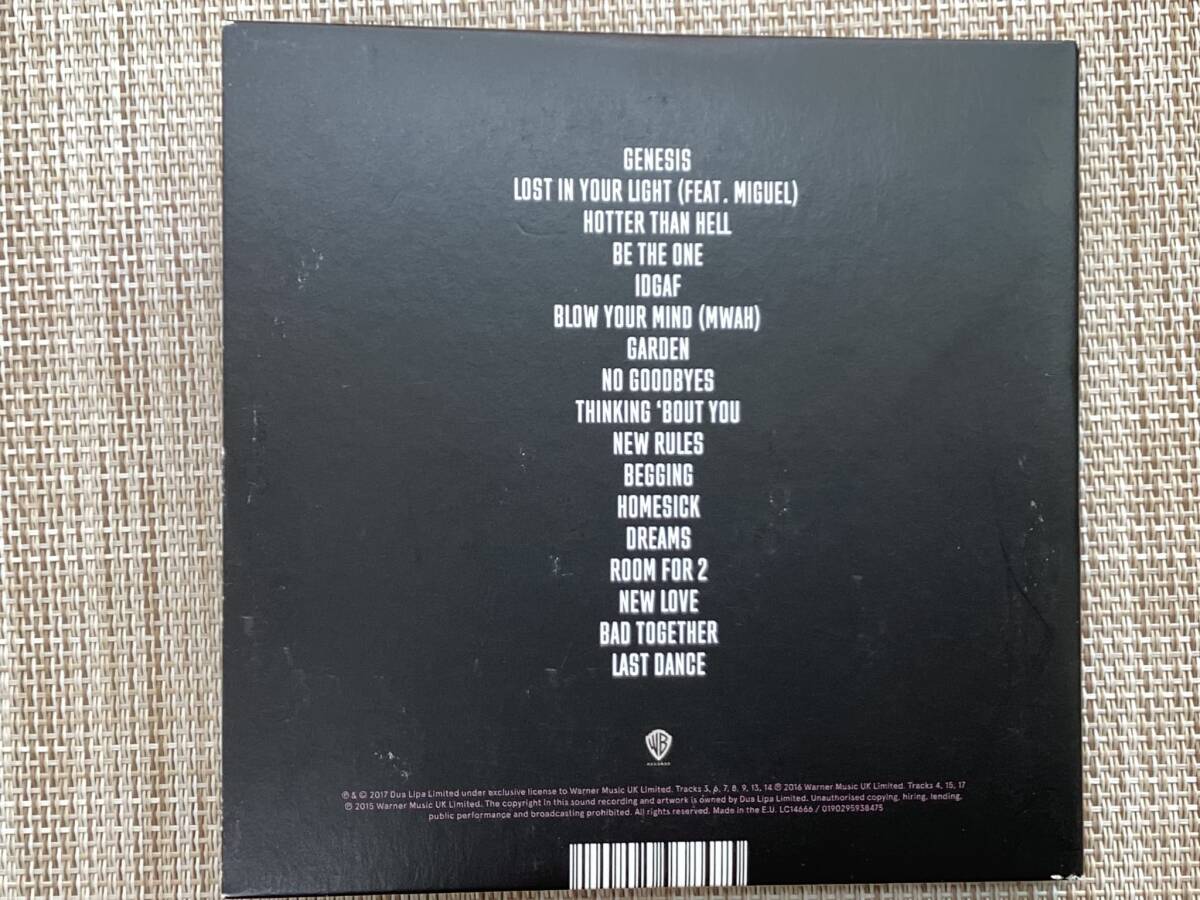 GENESIS
LOST IN YOUR LIGHT (FEAT. MIGUEL)
HOTTER THAN HELL
BE THE ONE
IDGAF
BLOW YOUR MIND (MWAH)
GARDEN
NO GOODBYES
THINKING ‘BOUT YOU
NEW RULES
BEGGING
HOMESICK
DREAMS
ROOM FOR 2
NEW LOVE
BAD TOGETHER
LAST DANCE
WB
RECORDS
℗ & © 2017 Dua Lipa Limited under exclusive license to Warner Music UK Limited. Tracks 3, 6, 7, 8, 9, 13, 14 ℗ 2016 Warner Music UK Limited. Tracks 4, 15, 17
℗ 2015 Warner Music UK Limited. The copyright in this sound recording and artwork is owned by Dua Lipa Limited. Unauthorised copying, hiring, lending,
public performance and broadcasting prohibited. All rights reserved. Made in the E.U. LC14666 / 0190295938475